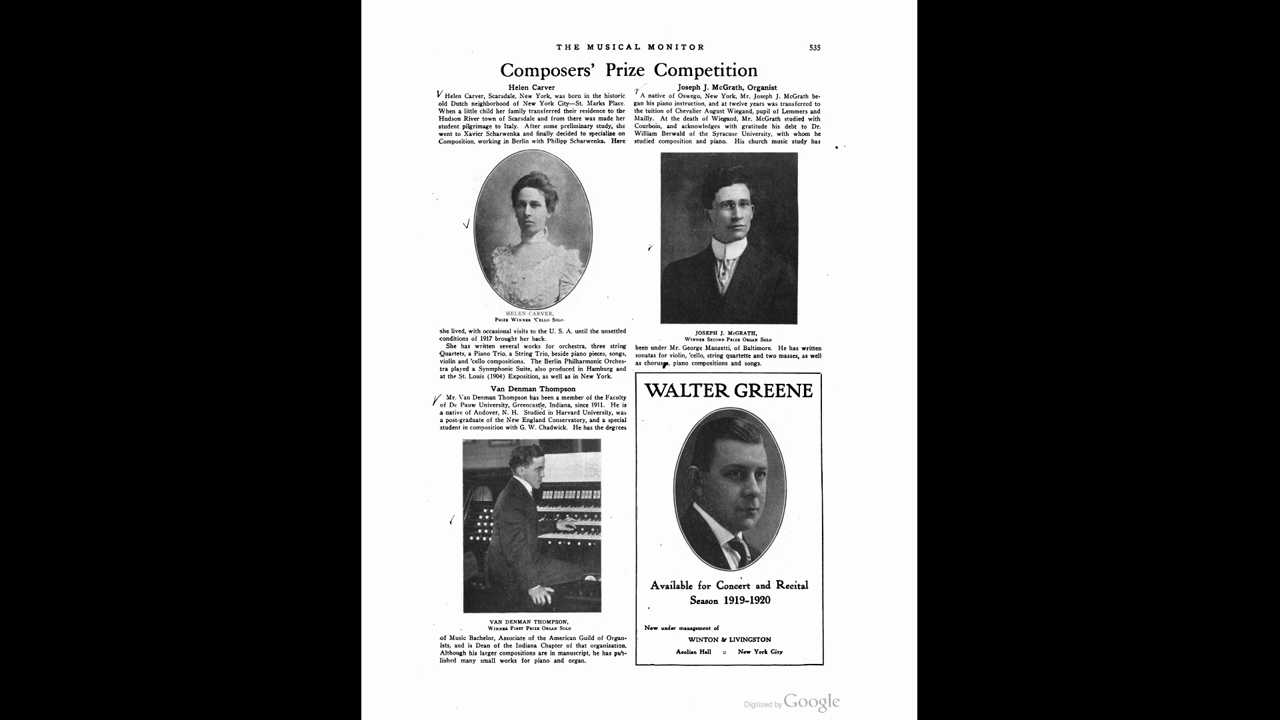 THE MUSICAL MONITOR 535
Composers' Prize Competition
Helen Carver
Helen Carver, Scarsdale, New York, was born in the historic
old Dutch neighborhood of New York City—St. Marks Place.
When a little child her family transferred their residence to the
Hudson River town of Scarsdale and from there was made her
student pilgrimage to Italy. After some preliminary study, she
went to Xavier Scharwenka and finally decided to specialize on
Composition, working in Berlin with Philipp Scharwenka. Here
HELEN CARVER,
PRIZE WINNER 'CELLO SOLO
she lived, with occasional visits to the U. S. A. until the unsettled
conditions of 1917 brought her back.
She has written several works for orchestra, three string
Quartets, a Piano Trio, a String Trio, beside piano pieces, songs,
violin and 'cello compositions. The Berlin Philharmonic Orches-
tra played a Symphonic Suite, also produced in Hamburg and
at the St. Louis (1904) Exposition, as well as in New York.
Van Denman Thompson
Mr. Van Denman Thompson has been a member of the Faculty
of De Pauw University, Greencastle, Indiana, since 1911. He is
a native of Andover, N. H. Studied in Harvard University, was
a post-graduate of the New England Conservatory, and a special
student in composition with G. W. Chadwick. He has the degrees
VAN DENMAN THOMPSON,
WINNER FIRST PRIZE ORGAN SOLO
of Music Bachelor, Associate of the American Guild of Organ-
ists, and is Dean of the Indiana Chapter of that organization.
Although his larger compositions are in manuscript, he has pub-
lished many small works for piano and organ.
Joseph J. McGrath, Organist
A native of Oswego, New York, Mr. Joseph J. McGrath be-
gan his piano instruction, and at twelve years was transferred to
the tuition of Chevalier August Wiegand, pupil of Lemmers and
Mailly. At the death of Wiegand, Mr. McGrath studied with
Courboin, and acknowledges with gratitude his debt to Dr.
William Berwald of the Syracuse University, with whom he
studied composition and piano. His church music study has
JOSEPH J. McGRATH,
WINNER SECOND PRIZE ORGAN SOLO
been under Mr. George Manzetti, of Baltimore. He has written
sonatas for violin, 'cello, string quartette and two masses, as well
as choruses, piano compositions and songs.
WALTER GREENE
Available for Concert and Recital
Season 1919-1920
Now under management of
WINTON & LIVINGSTON
Aeolian Hall :: New York City
Digitized by Google